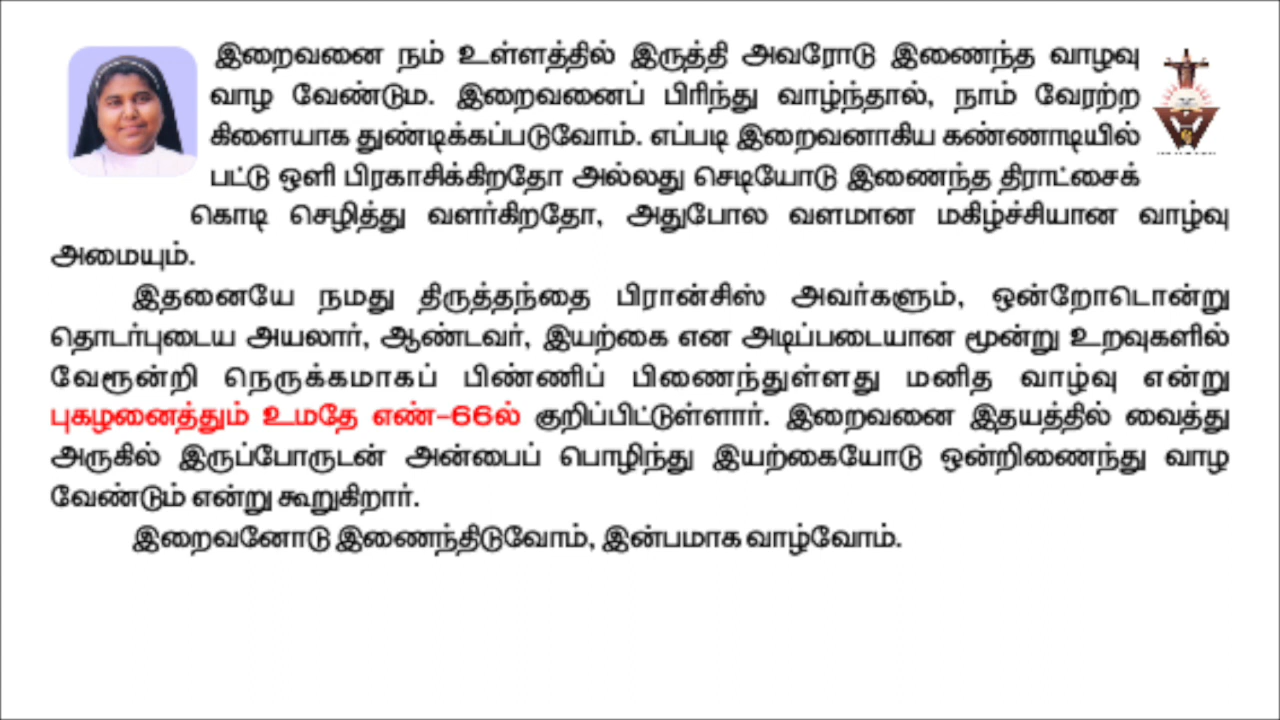 இறைவனை நம் உள்ளத்தில் இருத்தி அவரோடு இணைந்த வாழவு
வாழ வேண்டும. இறைவனைப் பிரிந்து வாழ்ந்தால், நாம் வேரற்ற
கிளையாக துண்டிக்கப்படுவோம். எப்படி இறைவனாகிய கண்ணாடியில்
பட்டு ஒளி பிரகாசிக்கிறதோ அல்லது செடியோடு இணைந்த திராட்சைக்
கொடி செழித்து வளர்கிறதோ, அதுபோல வளமான மகிழ்ச்சியான வாழ்வு
அமையும்.
இதனையே நமது திருத்தந்தை பிரான்சிஸ் அவர்களும், ஒன்றோடொன்று
தொடர்புடைய அயலார், ஆண்டவர், இயற்கை என அடிப்படையான மூன்று உறவுகளில்
வேரூன்றி நெருக்கமாகப் பிண்ணிப் பிணைந்துள்ளது மனித வாழ்வு என்று
புகழனைத்தும் உமதே எண்-66ல் குறிப்பிட்டுள்ளார். இறைவனை இதயத்தில் வைத்து
அருகில் இருப்போருடன் அன்பைப் பொழிந்து இயற்கையோடு ஒன்றிணைந்து வாழ
வேண்டும் என்று கூறுகிறார்.
இறைவனோடு இணைந்திடுவோம், இன்பமாக வாழ்வோம்.